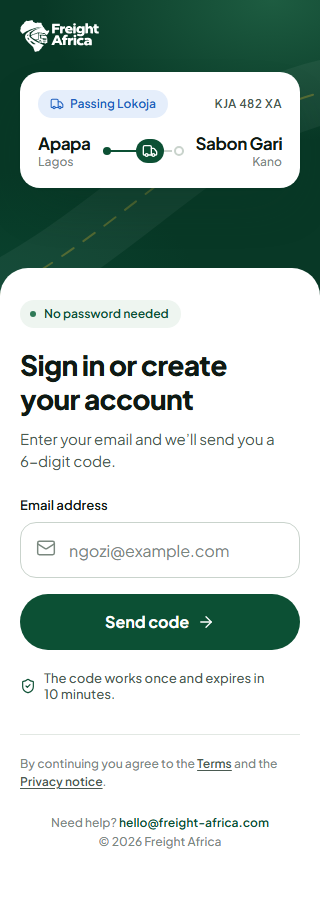 Freight
Africa
Passing Lokoja
KJA 482 XA
Apapa
Sabon Gari
Lagos
Kano
No password needed
Sign in or create
your account
Enter your email and we'll send you a
6-digit code.
Email address
ngozi@example.com
Send code
The code works once and expires in
10 minutes.
By continuing you agree to the Terms and the
Privacy notice.
Need help? hello@freight-africa.com
© 2026 Freight Africa